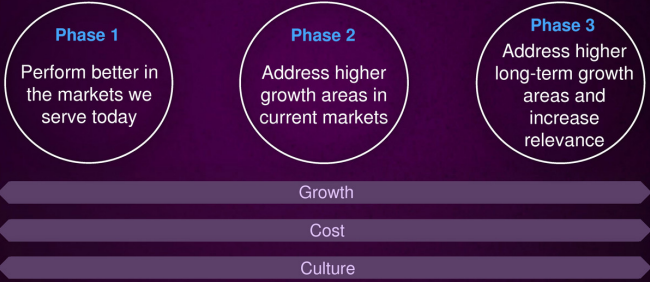 Phase 1
Perform better in
the markets we
serve today
Phase 2
Address higher
growth areas in
current markets
Phase 3
Address higher
long-term growth
areas and
increase
relevance
Growth
Cost
Culture